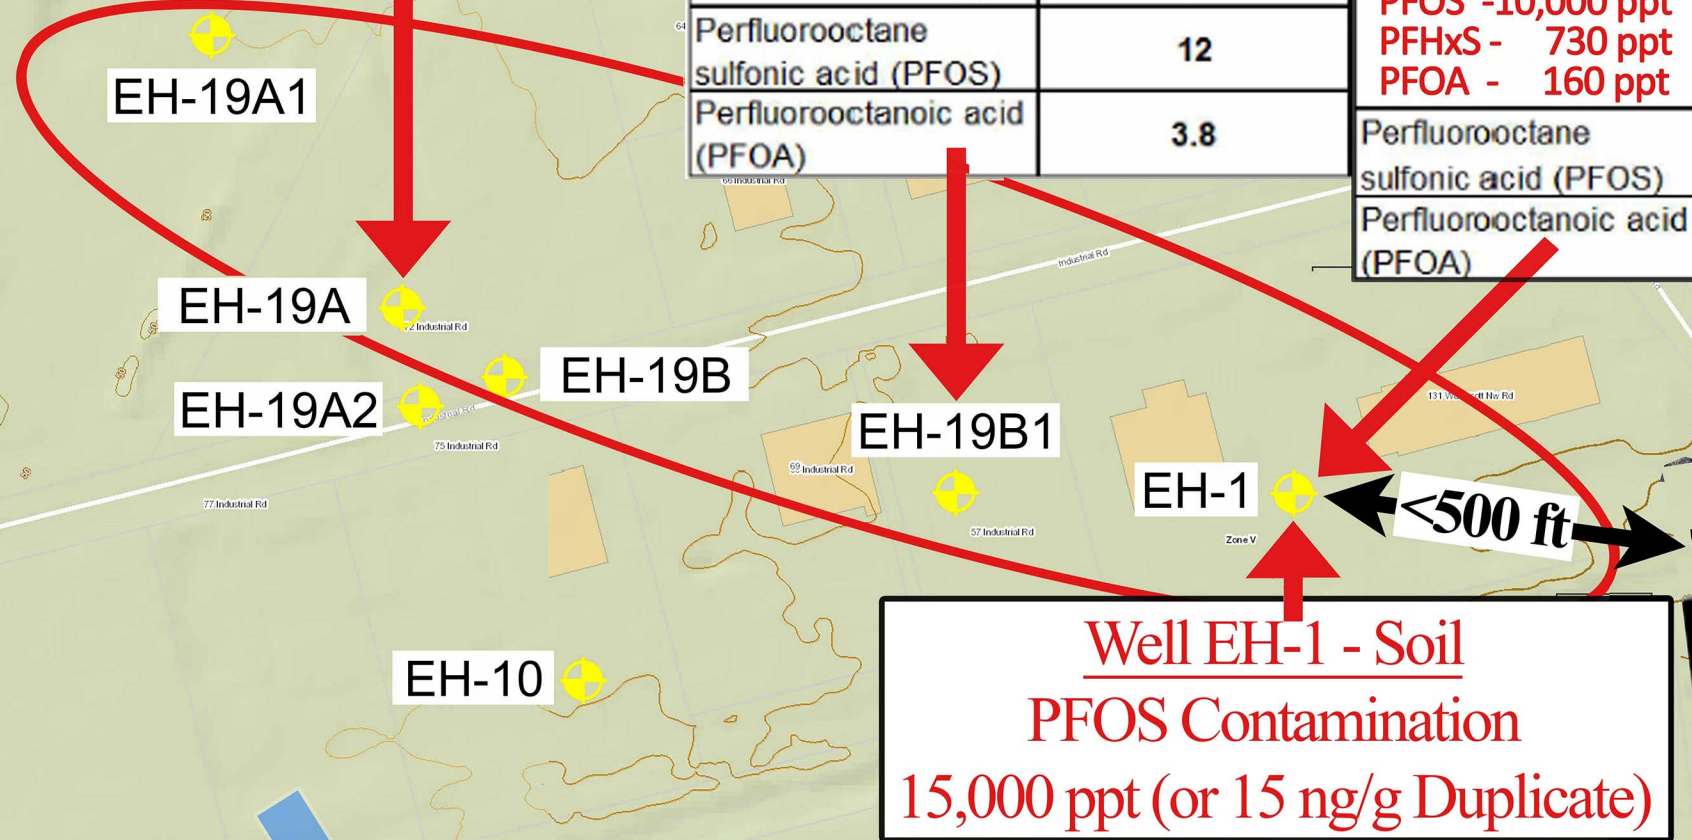 PFOS -10,000 ppt
PFHxS - 730 ppt
PFOA - 160 ppt
Perfluorooctane
sulfonic acid (PFOS)
12
Perfluorooctanoic acid
(PFOA)
3.8
Perfluorooctane
sulfonic acid (PFOS)
Perfluorooctanoic acid
(PFOA)
EH-19A1
64
66 Industrial Rd
Industrial Rd
EH-19A
72 Industrial Rd
EH-19B
EH-19A2
Industrial Rd
75 Industrial Rd
77 Industrial Rd
EH-19B1
69 Industrial Rd
57 Industrial Rd
EH-1
Zone V
<500 ft
EH-10
Well EH-1 - Soil
PFOS Contamination
15,000 ppt (or 15 ng/g Duplicate)